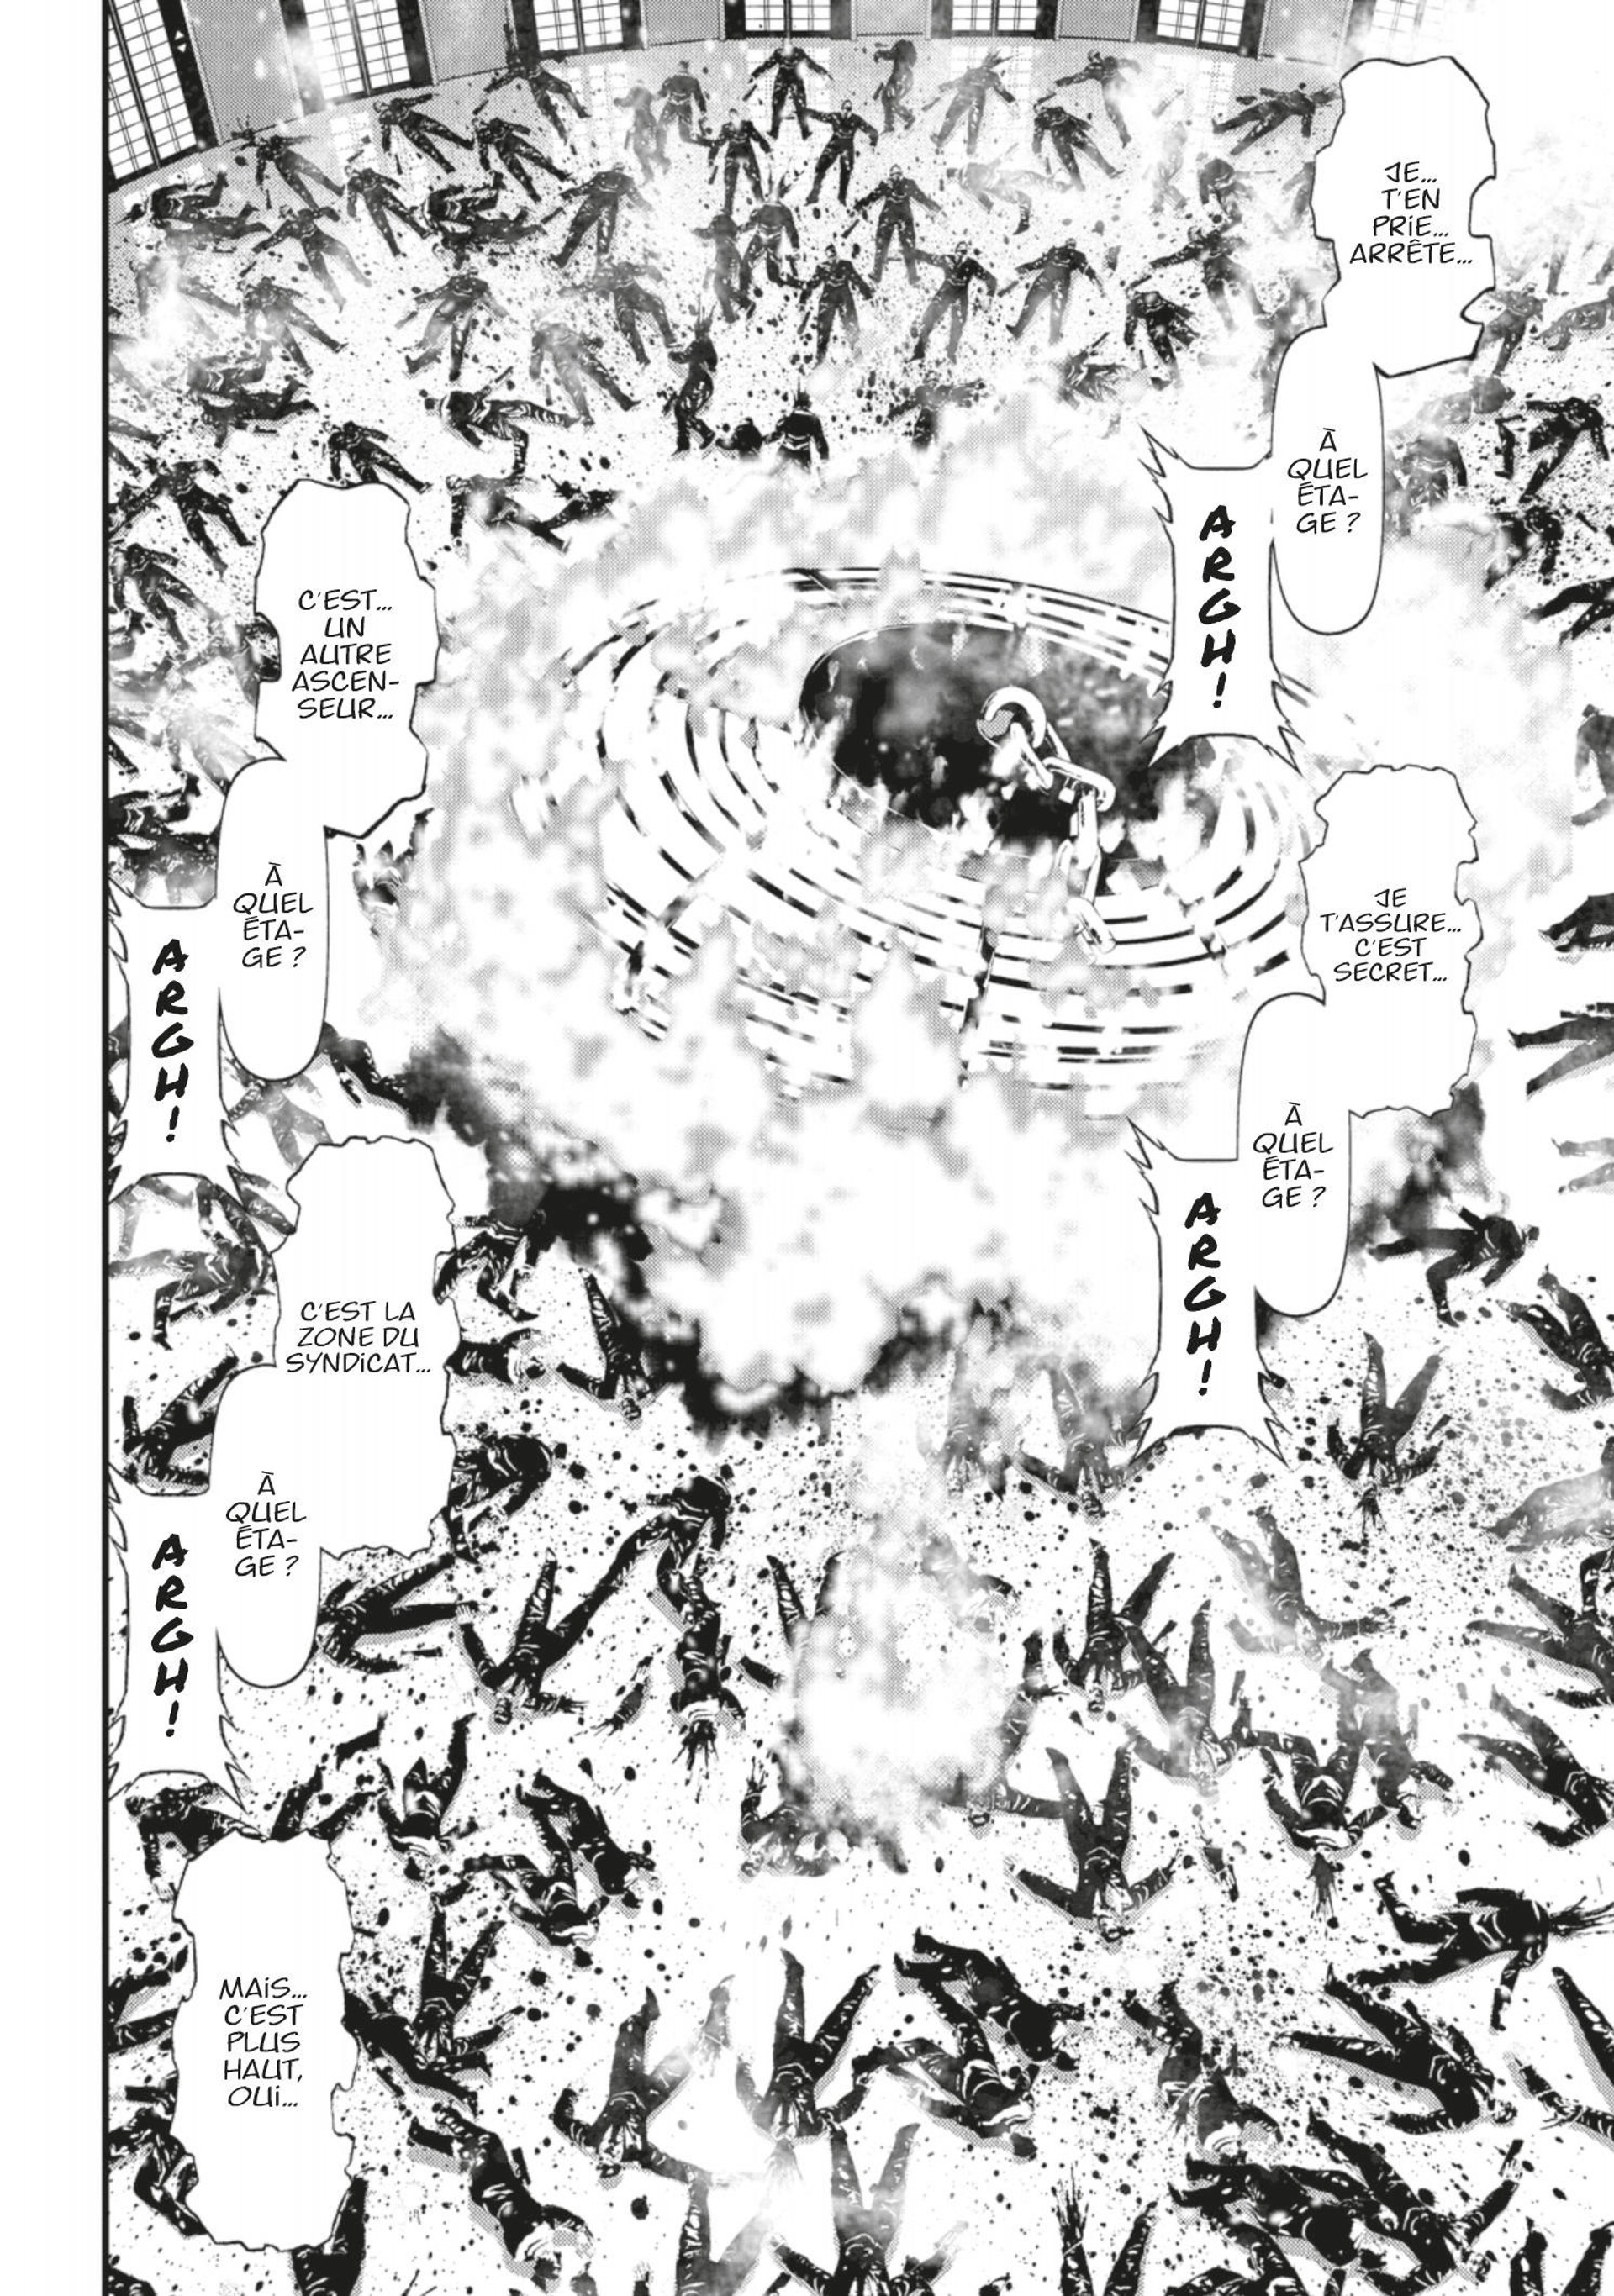 JE...
T'EN
PRIE...
ARRÊTE...
À
QUEL
ÉTA-
GE ?
ARGH !
JE
T'ASSURE...
C'EST
SECRET...
À
QUEL
ÉTA-
GE ?
ARGH !
C'EST...
UN
AUTRE
ASCEN-
SEUR...
À
QUEL
ÉTA-
GE ?
ARGH !
C'EST LA
ZONE DU
SYNDICAT...
À
QUEL
ÉTA-
GE ?
ARGH !
MAIS...
C'EST
PLUS
HAUT,
OUI...